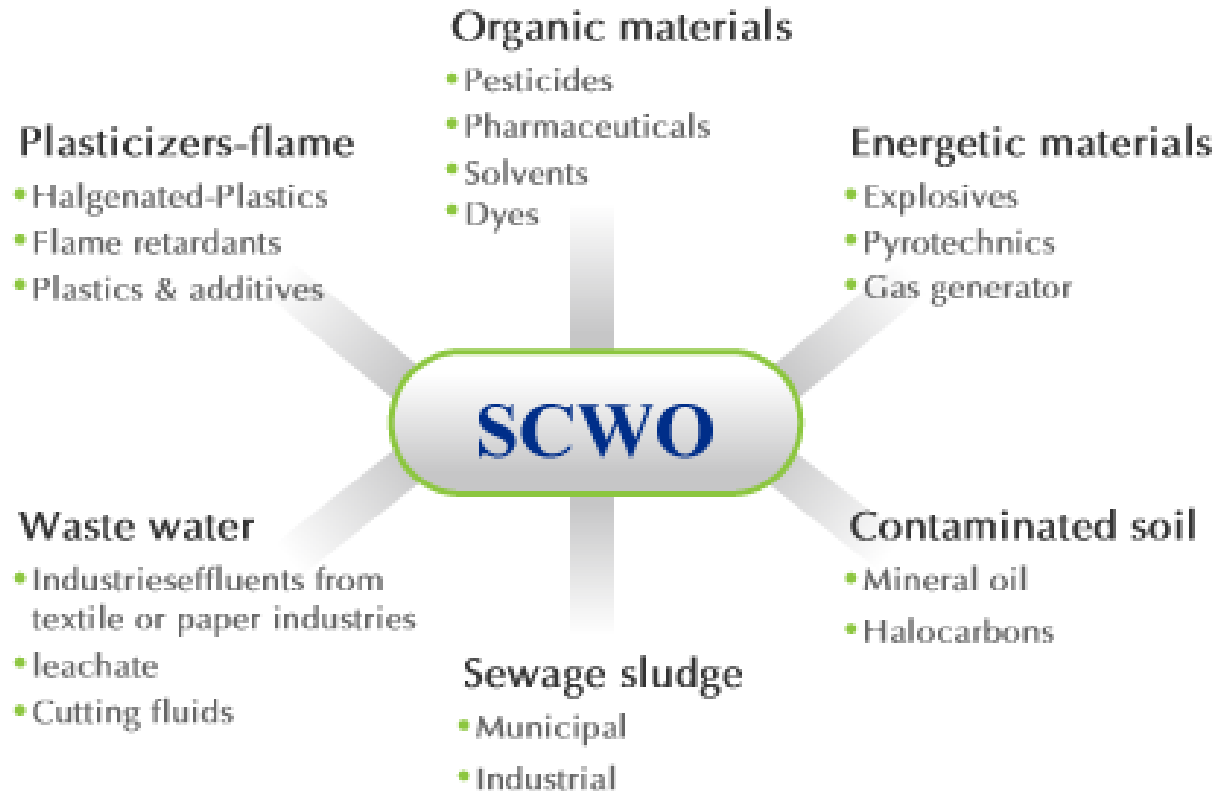 Organic materials
• Pesticides
• Pharmaceuticals
• Solvents
• Dyes
Plasticizers-flame
• Halgenated-Plastics
• Flame retardants
• Plastics & additives
Energetic materials
• Explosives
• Pyrotechnics
• Gas generator
SCWO
Waste water
• Industrieseffluents from
textile or paper industries
• leachate
• Cutting fluids
Contaminated soil
• Mineral oil
• Halocarbons
Sewage sludge
• Municipal
• Industrial